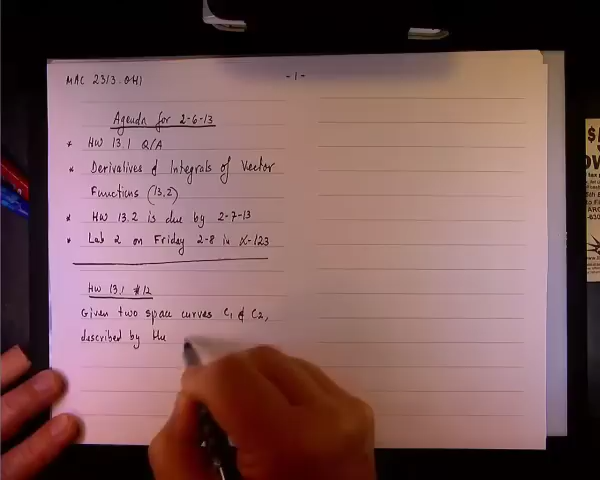 MAC 2313-OH1
-1-
Agenda for 2-6-13
* HW 13.1 Q/A
* Derivatives & Integrals of Vector
Functions (13.2)
* HW 13.2 is due by 2-7-13
* Lab 2 on Friday 2-8 in X-123
HW 13.1 #12
Given two space curves C1 & C2,
described by the